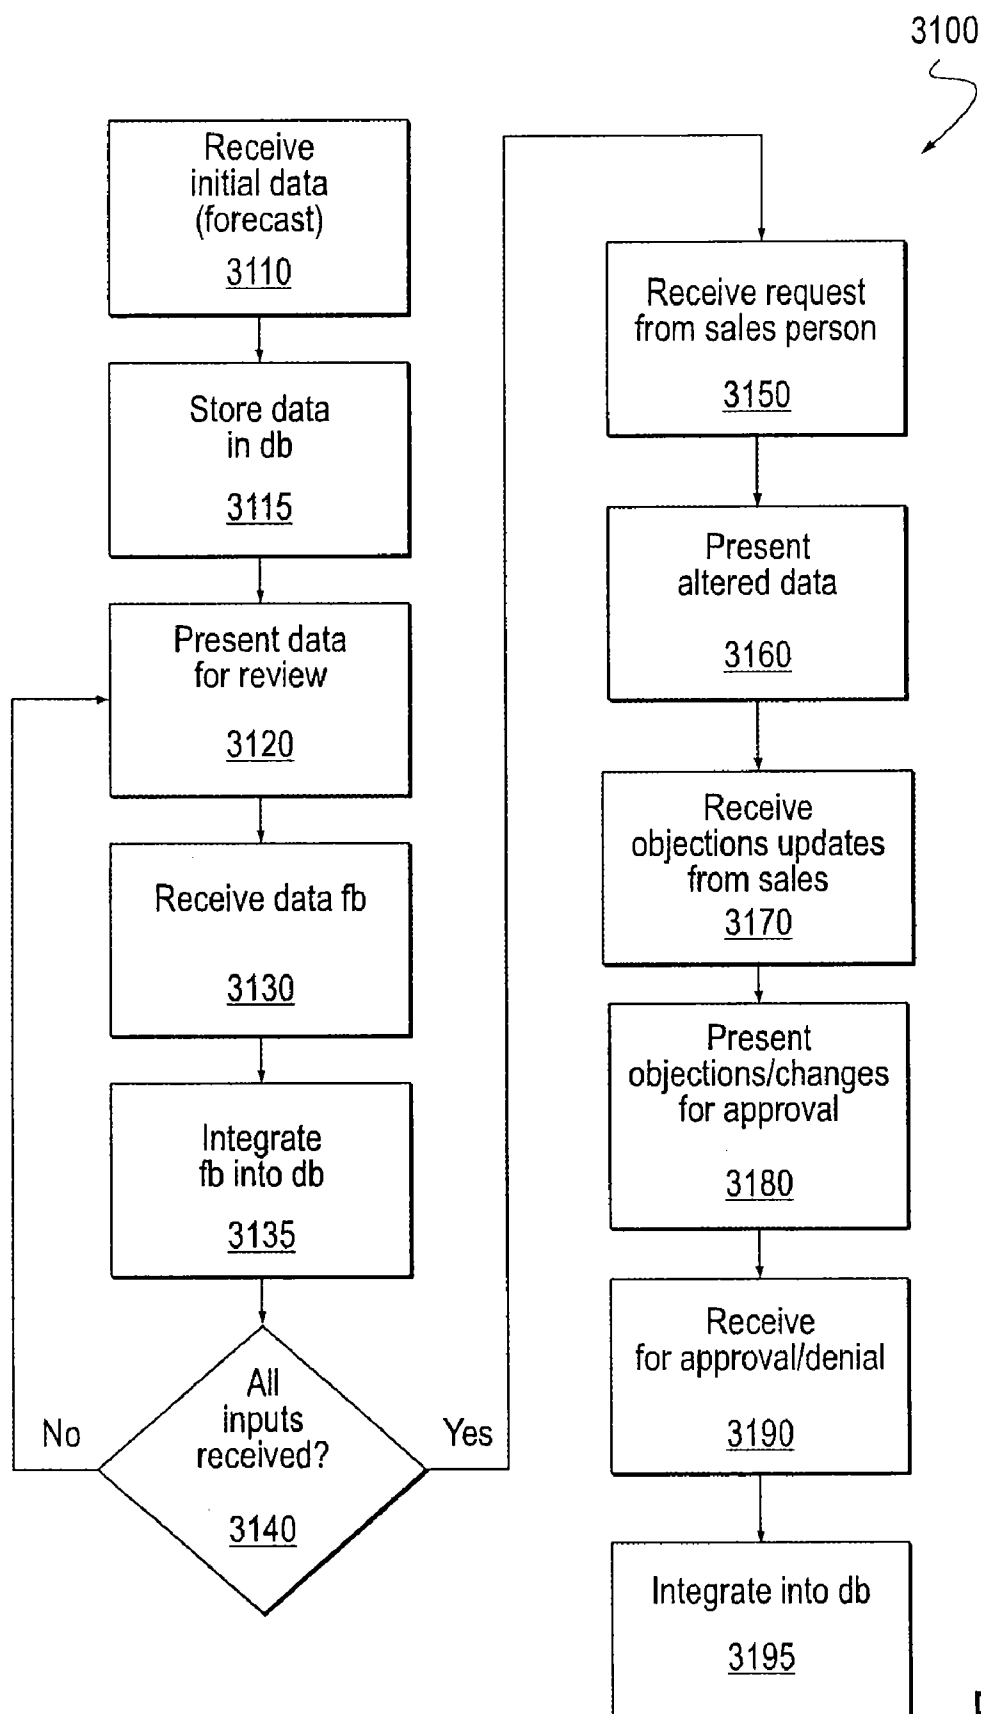 3100
Receive
initial data
(forecast)
3110
Store data
in db
3115
Present data
for review
3120
Receive data fb
3130
Integrate
fb into db
3135
All
inputs
received?
3140
No
Yes
Receive request
from sales person
3150
Present
altered data
3160
Receive
objections updates
from sales
3170
Present
objections/changes
for approval
3180
Receive
for approval/denial
3190
Integrate into db
3195